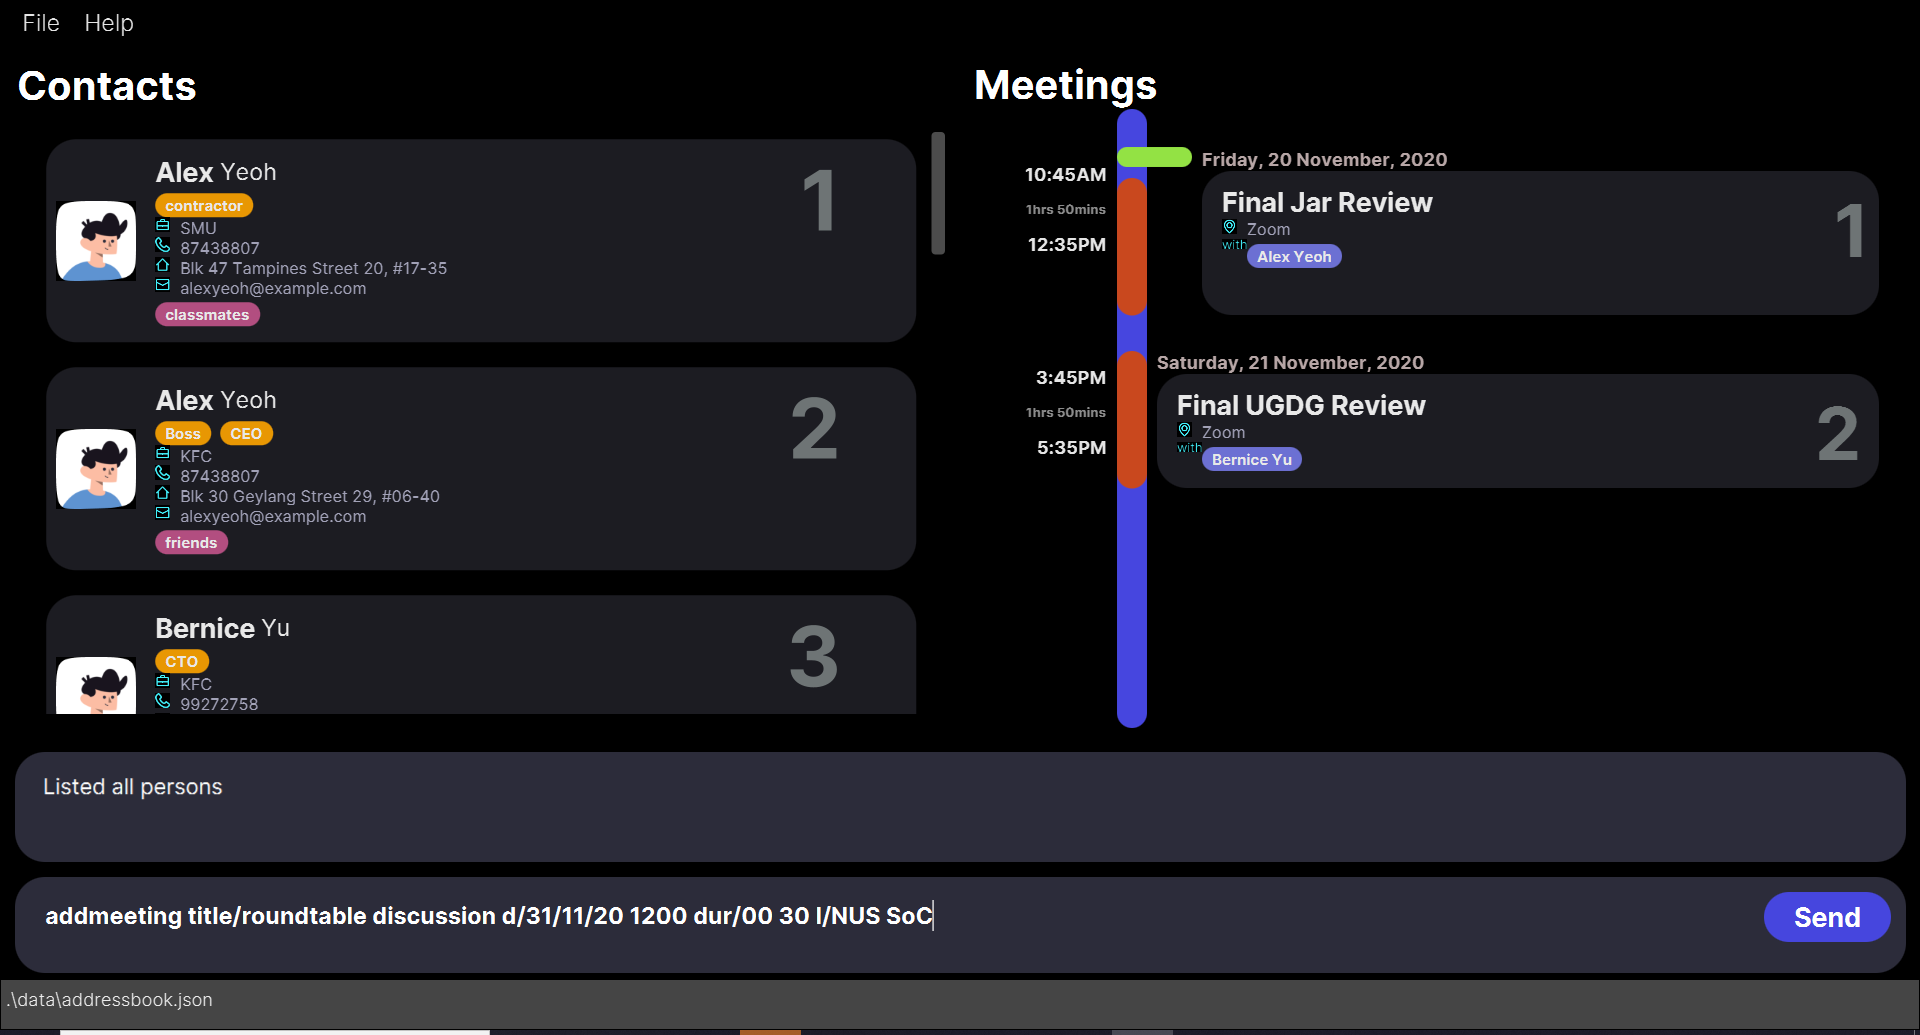 File Help
Contacts
Alex Yeoh
1
contractor
SMU
87438807
Blk 47 Tampines Street 20, #17-35
alexyeoh@example.com
classmates
Alex Yeoh
2
Boss CEO
KFC
87438807
Blk 30 Geylang Street 29, #06-40
alexyeoh@example.com
friends
Bernice Yu
3
CTO
KFC
99272758
Meetings
Friday, 20 November, 2020
10:45AM
1hrs 50mins
12:35PM
Final Jar Review
1
Zoom
with Alex Yeoh
Saturday, 21 November, 2020
3:45PM
1hrs 50mins
5:35PM
Final UGDG Review
2
Zoom
with Bernice Yu
Listed all persons
addmeeting title/roundtable discussion d/31/11/20 1200 dur/00 30 l/NUS SoC
Send
.\data\addressbook.json